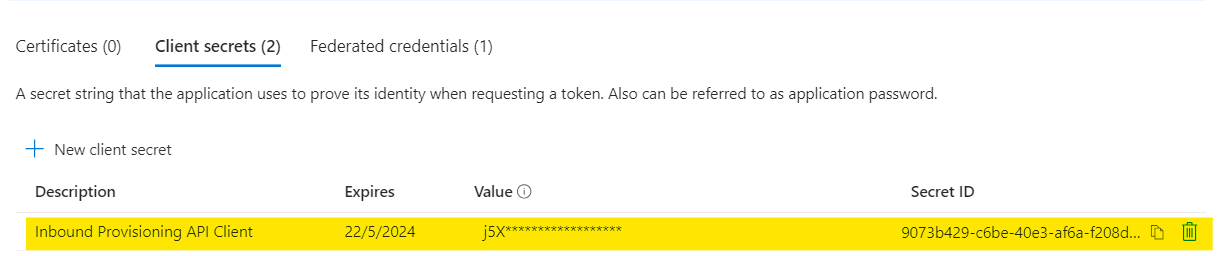 Certificates (0) Client secrets (2) Federated credentials (1)
A secret string that the application uses to prove its identity when requesting a token. Also can be referred to as application password.
New client secret
Description Expires Value Secret ID
Inbound Provisioning API Client 22/5/2024 j5X****************** 9073b429-c6be-40e3-af6a-f208d...